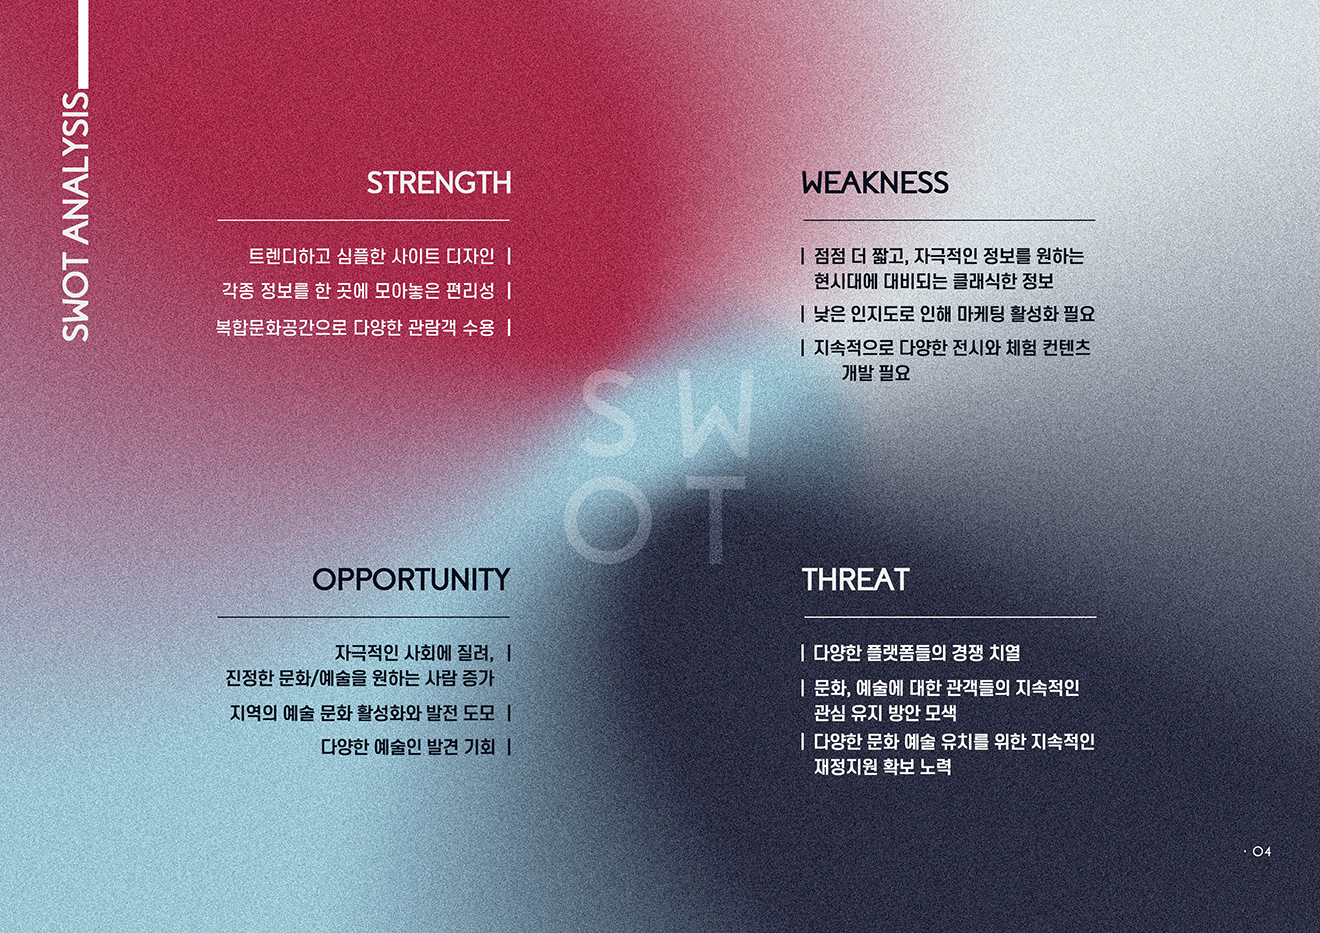 SWOT ANALYSIS
STRENGTH
트렌디하고 심플한 사이트 디자인 |
각종 정보를 한 곳에 모아놓은 편리성 |
복합문화공간으로 다양한 관람객 수용 |
WEAKNESS
| 점점 더 짧고, 자극적인 정보를 원하는
현시대에 대비되는 클래식한 정보
| 낮은 인지도로 인해 마케팅 활성화 필요
| 지속적으로 다양한 전시와 체험 컨텐츠
개발 필요
S W
O T
OPPORTUNITY
자극적인 사회에 질려, |
진정한 문화/예술을 원하는 사람 증가
지역의 예술 문화 활성화와 발전 도모 |
다양한 예술인 발견 기회 |
THREAT
| 다양한 플랫폼들의 경쟁 치열
| 문화, 예술에 대한 관객들의 지속적인
관심 유지 방안 모색
| 다양한 문화 예술 유치를 위한 지속적인
재정지원 확보 노력
· 04